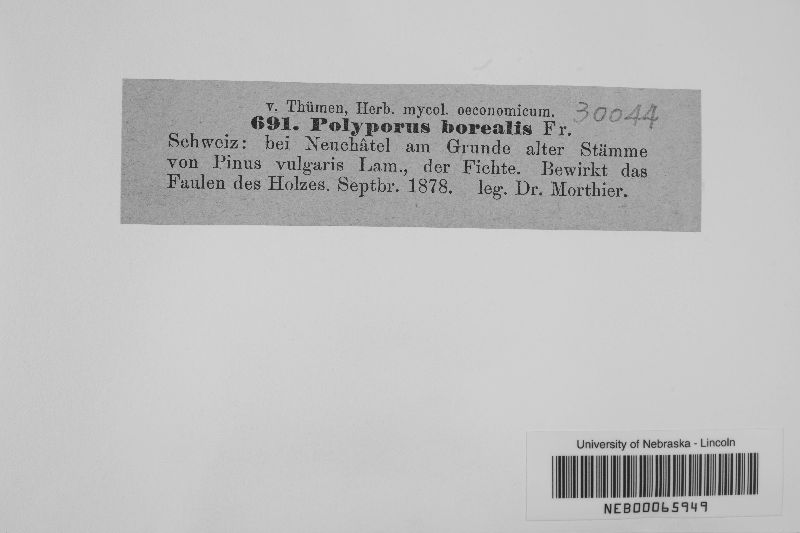 v. Thümen, Herb. mycol. oeconomicum. 30044
691. Polyporus borealis Fr.
Schweiz: bei Neuchâtel am Grunde alter Stämme
von Pinus vulgaris Lam., der Fichte. Bewirkt das
Faulen des Holzes. Septbr. 1878. leg. Dr. Morthier.
University of Nebraska - Lincoln
NEB00065949